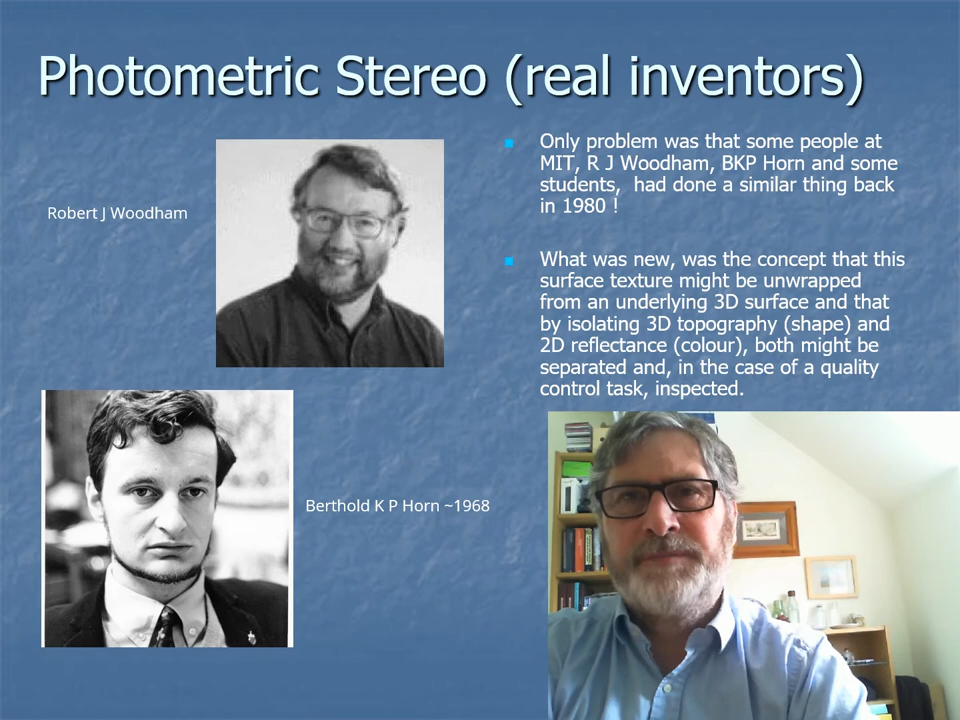 Photometric Stereo (real inventors)
Robert J Woodham
Only problem was that some people at
MIT, R J Woodham, BKP Horn and some
students,  had done a similar thing back
in 1980 !
What was new, was the concept that this
surface texture might be unwrapped
from an underlying 3D surface and that
by isolating 3D topography (shape) and
2D reflectance (colour), both might be
separated and, in the case of a quality
control task, inspected.
Berthold K P Horn ~1968